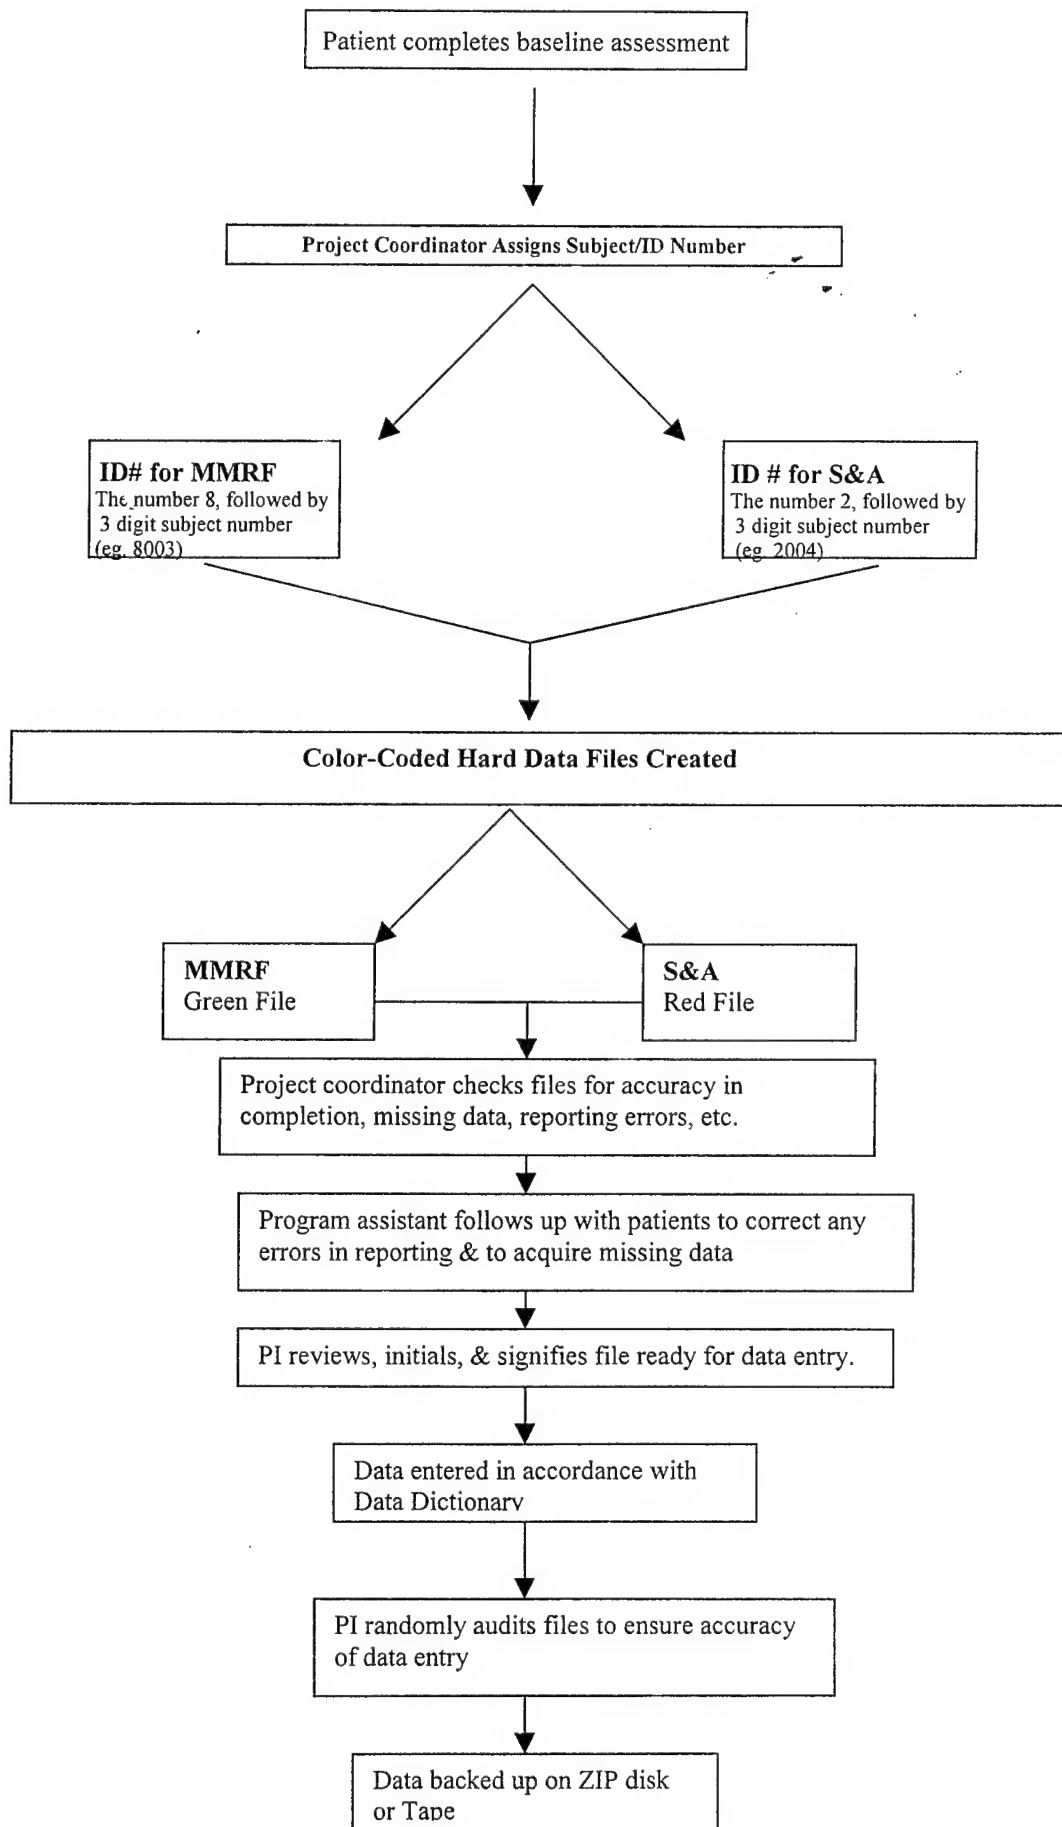 Patient completes baseline assessment
Project Coordinator Assigns Subject/ID Number
ID# for MMRF
The number 8, followed by
3 digit subject number
(eg. 8003)
ID # for S&A
The number 2, followed by
3 digit subject number
(eg. 2004)
Color-Coded Hard Data Files Created
MMRF
Green File
S&A
Red File
Project coordinator checks files for accuracy in
completion, missing data, reporting errors, etc.
Program assistant follows up with patients to correct any
errors in reporting & to acquire missing data
PI reviews, initials, & signifies file ready for data entry.
Data entered in accordance with
Data Dictionary
PI randomly audits files to ensure accuracy
of data entry
Data backed up on ZIP disk
or Tape